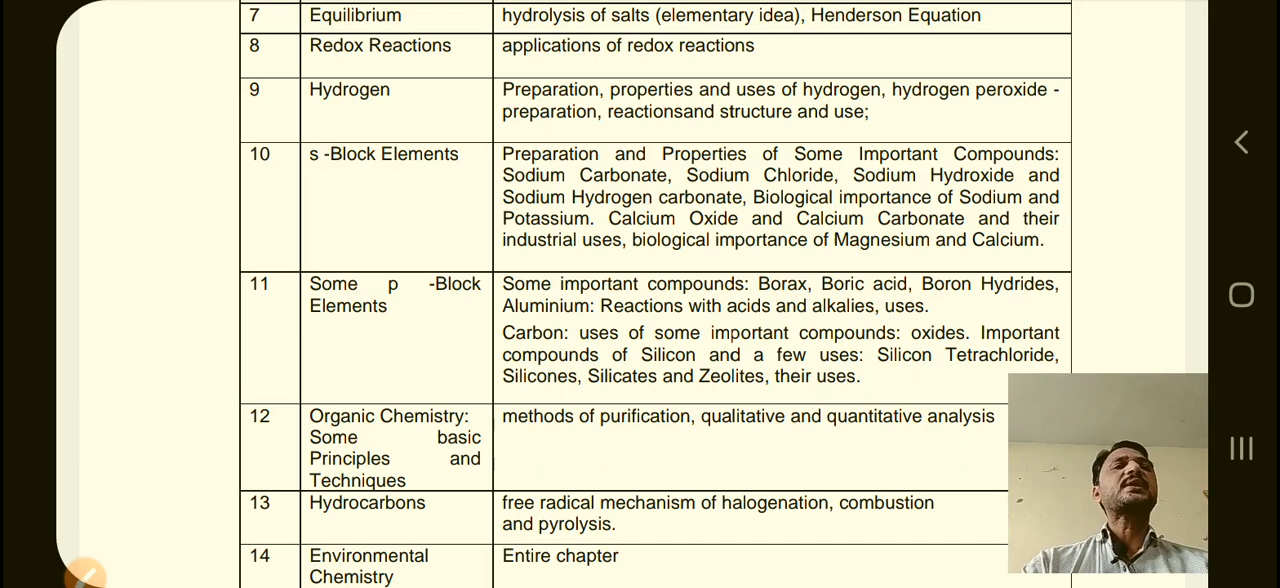 7 Equilibrium hydrolysis of salts (elementary idea), Henderson Equation
8 Redox Reactions applications of redox reactions
9 Hydrogen Preparation, properties and uses of hydrogen, hydrogen peroxide -
preparation, reactionsand structure and use;
10 s -Block Elements Preparation and Properties of Some Important Compounds:
Sodium Carbonate, Sodium Chloride, Sodium Hydroxide and
Sodium Hydrogen carbonate, Biological importance of Sodium and
Potassium. Calcium Oxide and Calcium Carbonate and their
industrial uses, biological importance of Magnesium and Calcium.
11 Some p -Block Some important compounds: Borax, Boric acid, Boron Hydrides,
Elements Aluminium: Reactions with acids and alkalies, uses.
Carbon: uses of some important compounds: oxides. Important
compounds of Silicon and a few uses: Silicon Tetrachloride,
Silicones, Silicates and Zeolites, their uses.
12 Organic Chemistry: methods of purification, qualitative and quantitative analysis
Some basic
Principles and
Techniques
13 Hydrocarbons free radical mechanism of halogenation, combustion
and pyrolysis.
14 Environmental Entire chapter
Chemistry